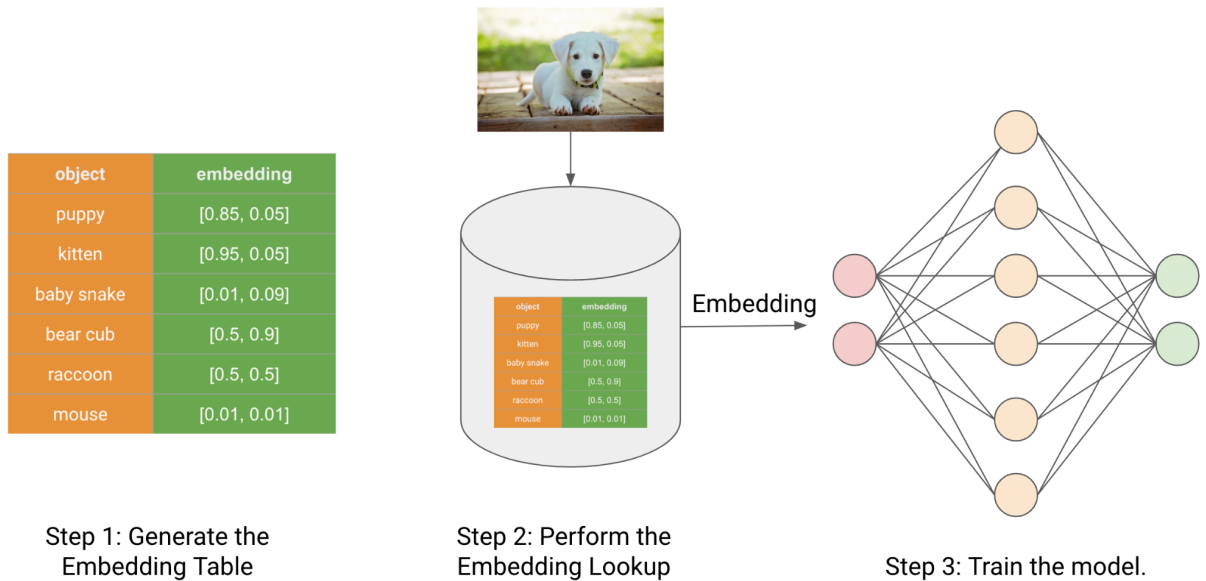 object embedding
puppy [0.85, 0.05]
kitten [0.95, 0.05]
baby snake [0.01, 0.09]
bear cub [0.5, 0.9]
raccoon [0.5, 0.5]
mouse [0.01, 0.01]
Step 1: Generate the
Embedding Table
object embedding
puppy [0.85, 0.05]
kitten [0.95, 0.05]
baby snake [0.01, 0.09]
bear cub [0.5, 0.9]
raccoon [0.5, 0.5]
mouse [0.01, 0.01]
Step 2: Perform the
Embedding Lookup
Embedding
Step 3: Train the model.